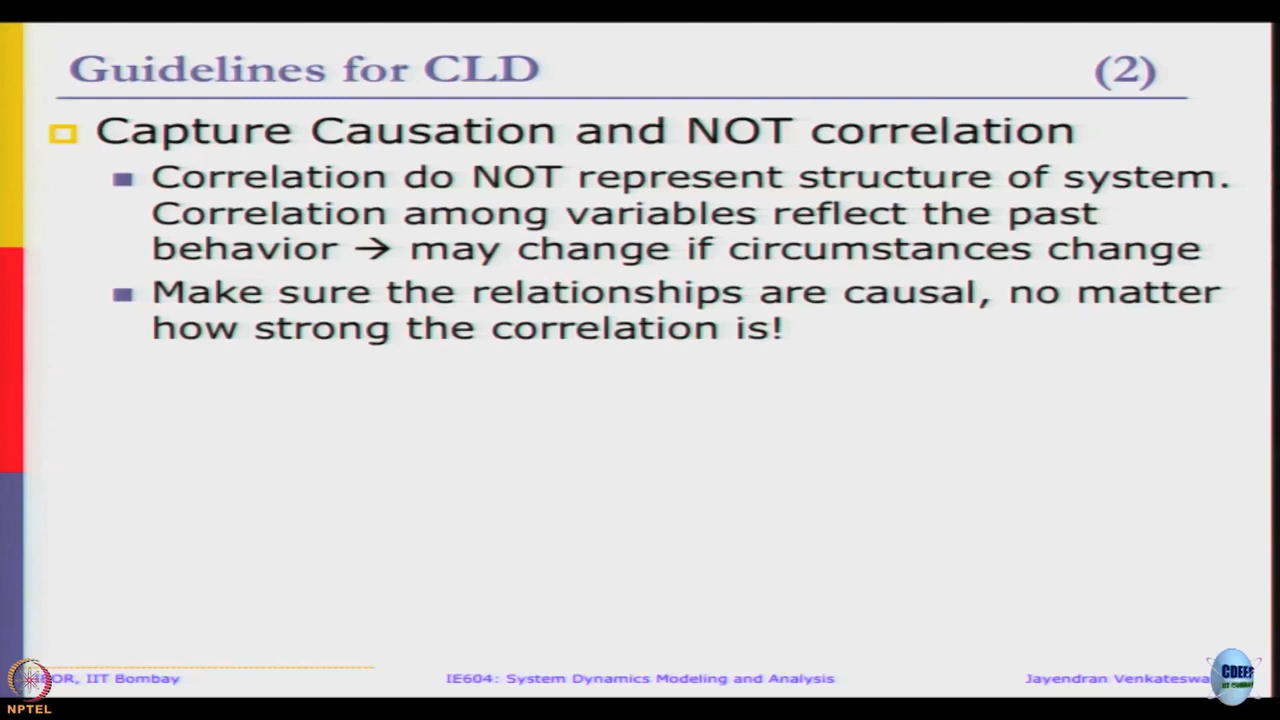 Guidelines for CLD (2)
Capture Causation and NOT correlation
Correlation do NOT represent structure of system.
Correlation among variables reflect the past
behavior → may change if circumstances change
Make sure the relationships are causal, no matter
how strong the correlation is!
OR, IIT Bombay IE604: System Dynamics Modeling and Analysis Jayendran Venkateswa
CDEEP
IIT BOMBAY
NPTEL